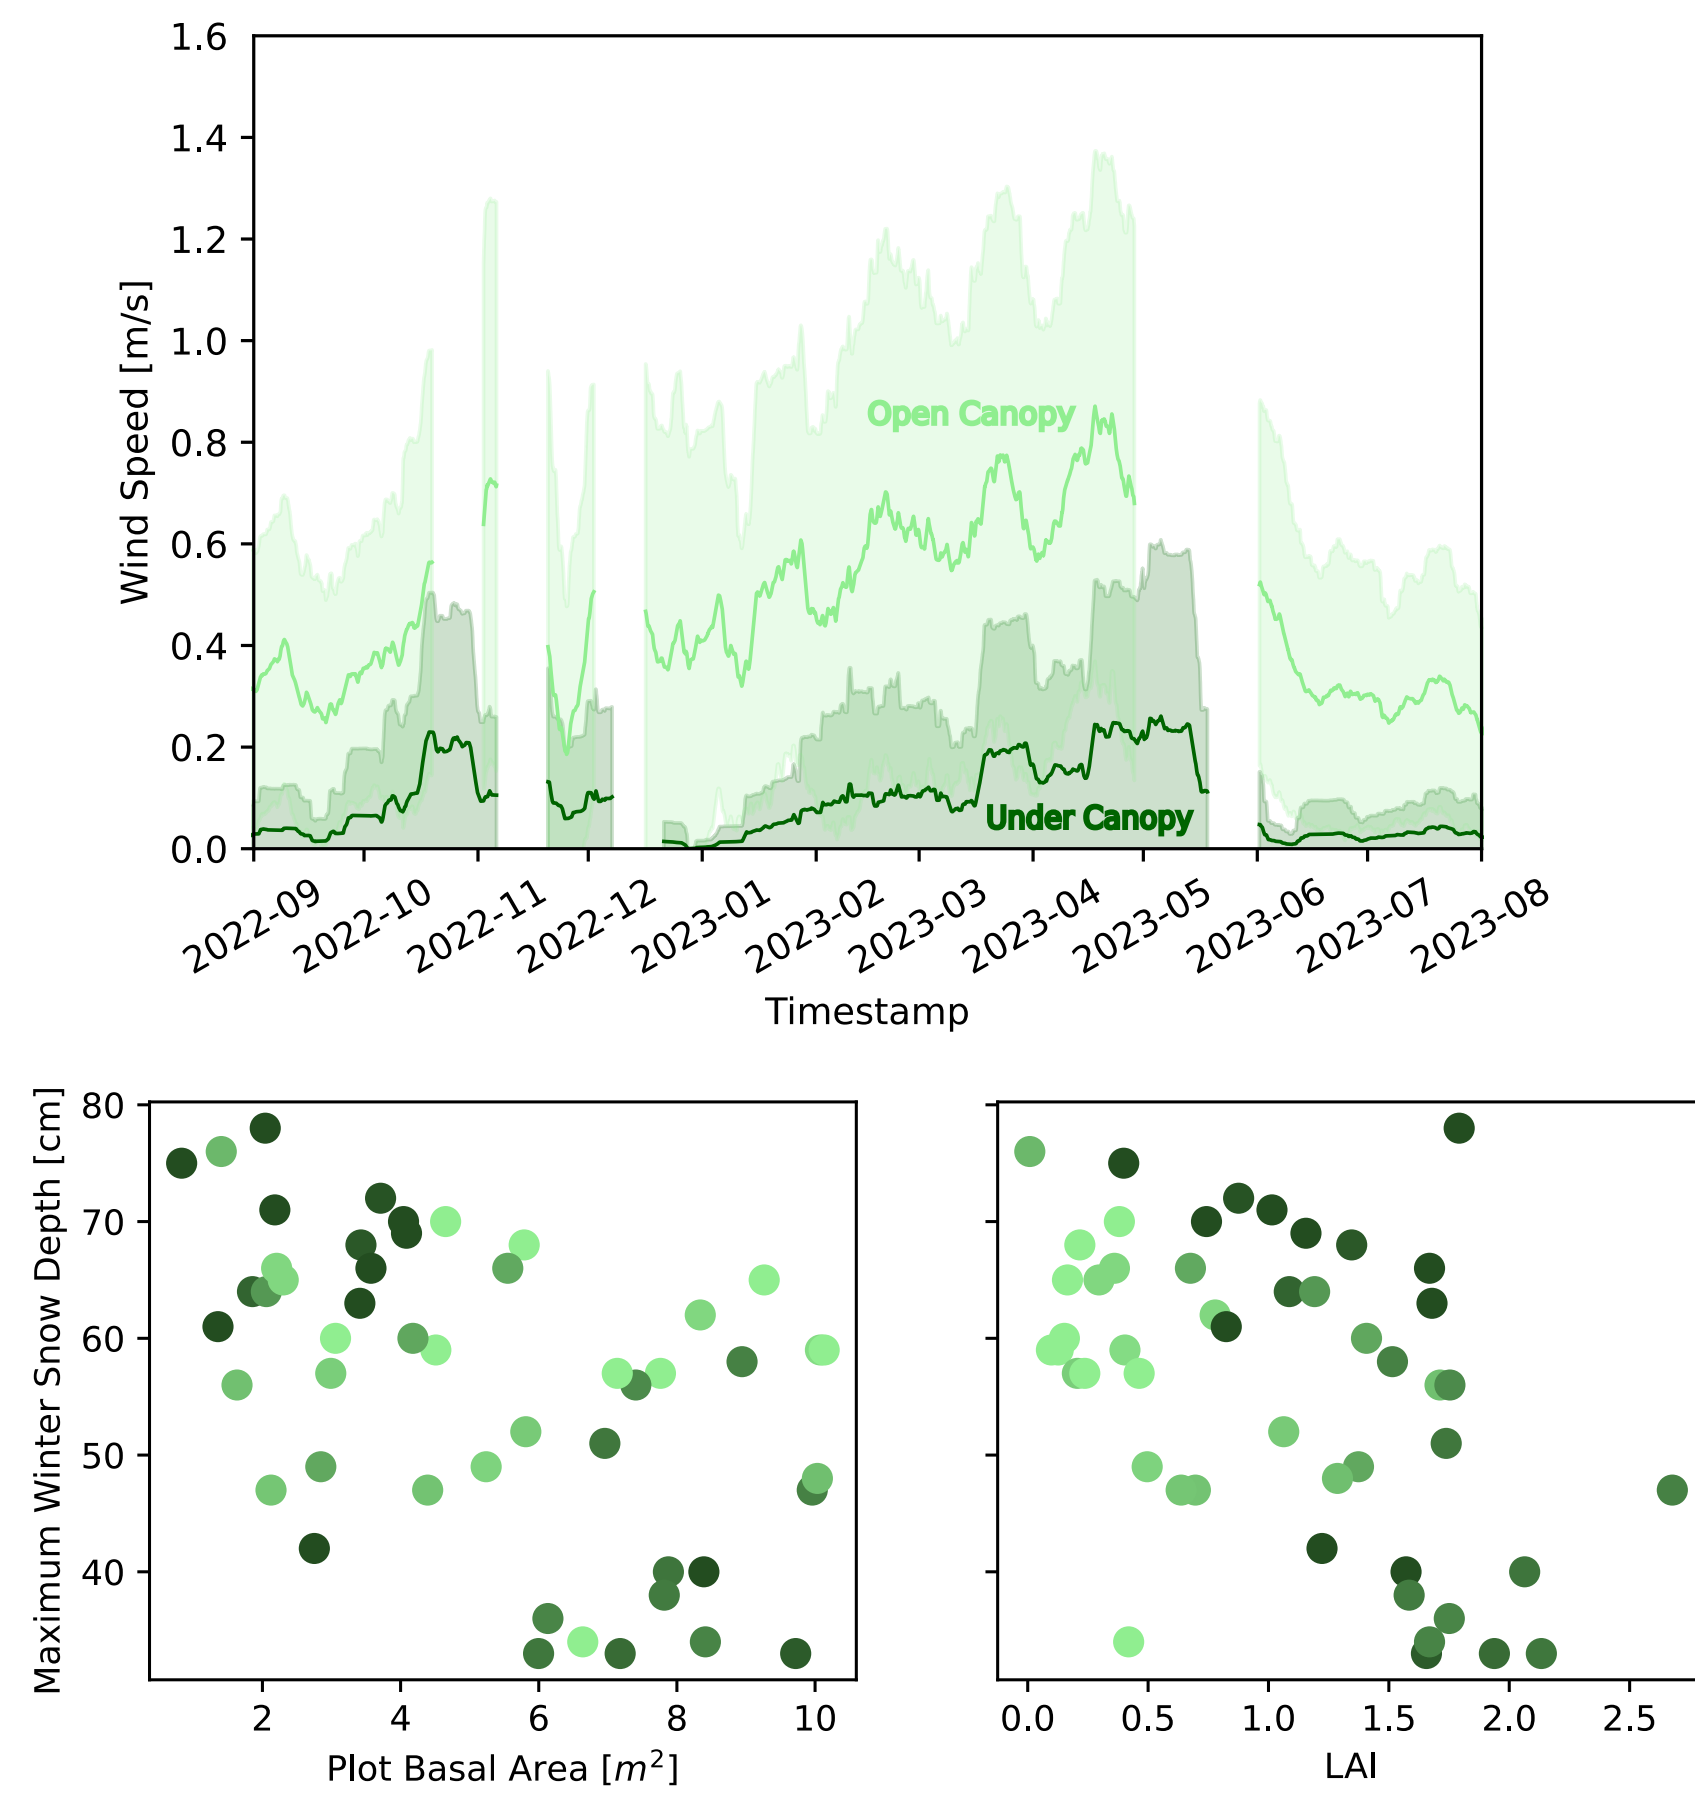 1.6
1.4
1.2
1.0
0.8
0.6
0.4
0.2
0.0
Wind Speed [m/s]
Open Canopy
Under Canopy
2022-09 2022-10 2022-11 2022-12 2023-01 2023-02 2023-03 2023-04 2023-05 2023-06 2023-07 2023-08
Timestamp
80
70
60
50
40
Maximum Winter Snow Depth [cm]
2 4 6 8 10
Plot Basal Area [m²]
0.0 0.5 1.0 1.5 2.0 2.5
LAI